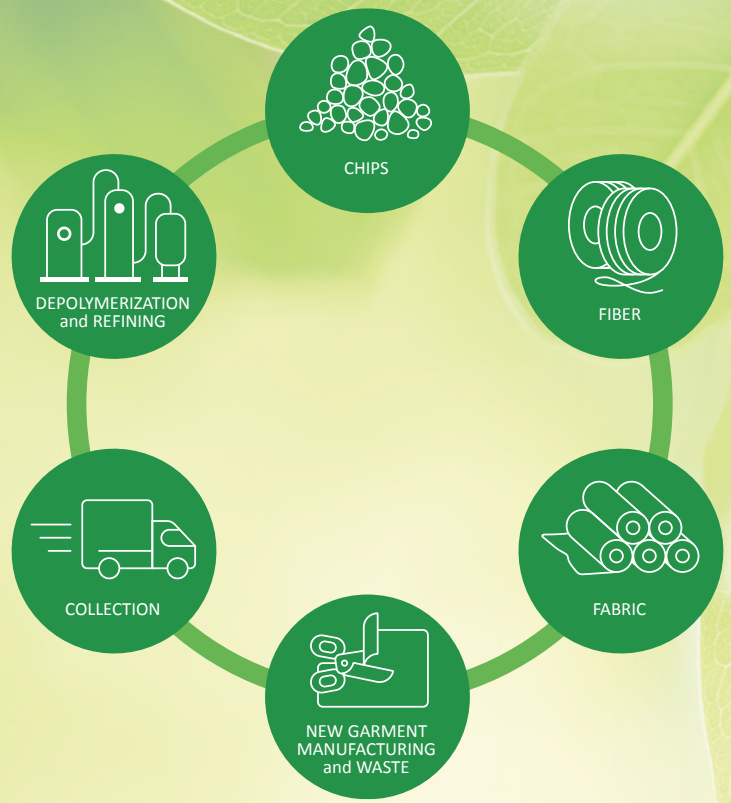 CHIPS
FIBER
FABRIC
NEW GARMENT
MANUFACTURING
and WASTE
COLLECTION
DEPOLYMERIZATION
and REFINING